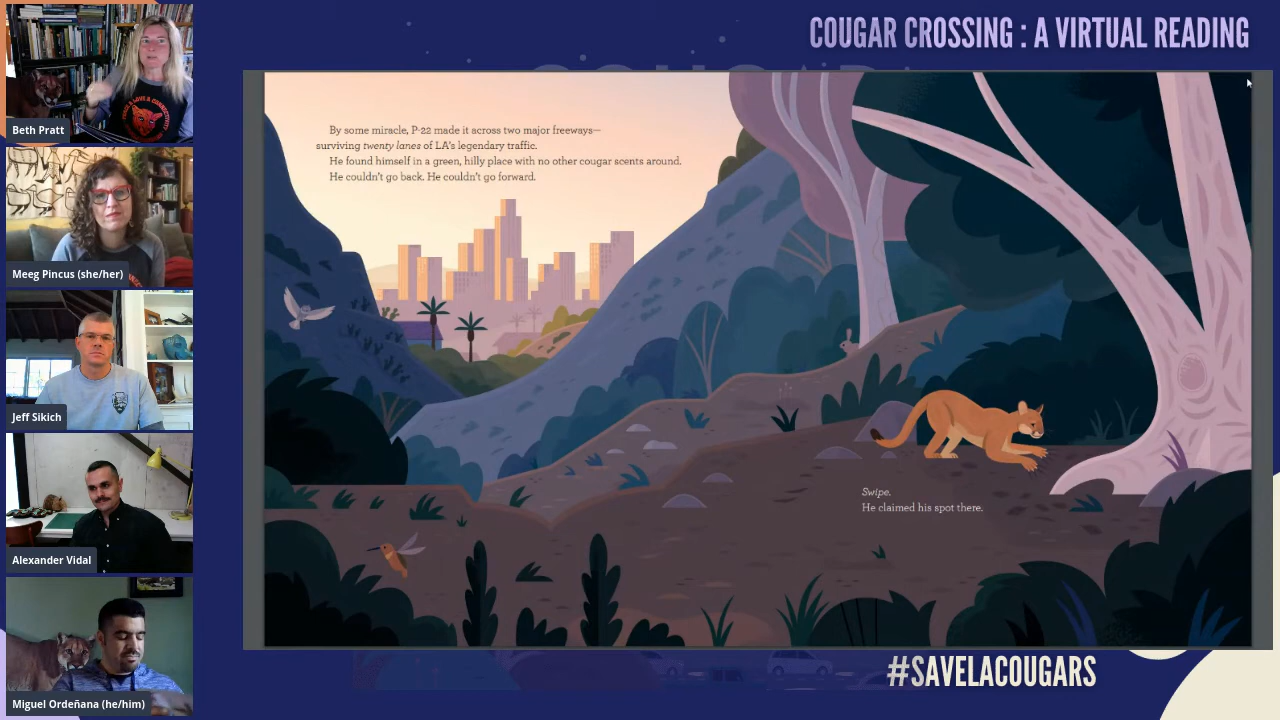 COUGAR CROSSING : A VIRTUAL READING
By some miracle, P-22 made it across two major freeways—
surviving twenty lanes of LA's legendary traffic.
He found himself in a green, hilly place with no other cougar scents around.
He couldn't go back. He couldn't go forward.
Swipe.
He claimed his spot there.
#SAVELACOUGARS
Beth Pratt
Meeg Pincus (she/her)
Jeff Sikich
Alexander Vidal
Miguel Ordeñana (he/him)